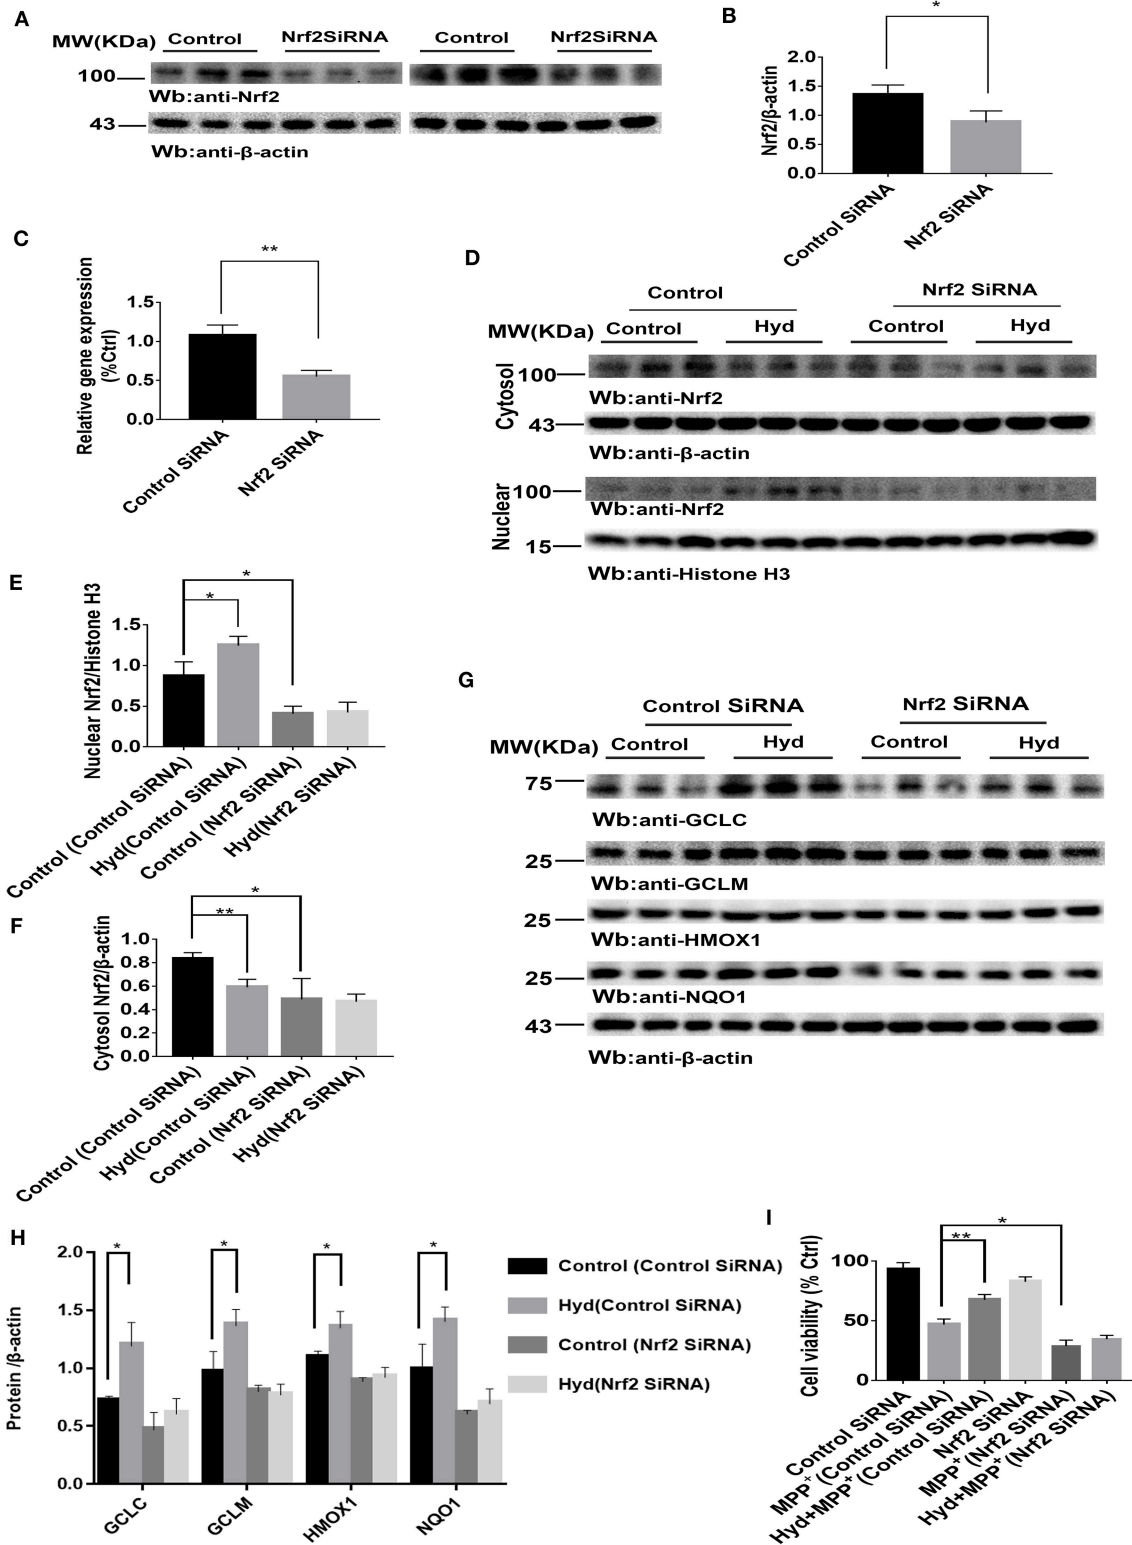 A
MW(KDa) Control Nrf2SiRNA Control Nrf2SiRNA
100
Wb:anti-Nrf2
43
Wb:anti-β-actin
B
*
Nrf2/β-actin
2.0
1.5
1.0
0.5
0.0
Control SiRNA
Nrf2 SiRNA
C
**
Relative gene expression
(%Ctrl)
1.5
1.0
0.5
0.0
Control SiRNA
Nrf2 SiRNA
D
Control Nrf2 SiRNA
MW(KDa) Control Hyd Control Hyd
Cytosol
100
Wb:anti-Nrf2
43
Wb:anti-β-actin
Nuclear
100
Wb:anti-Nrf2
15
Wb:anti-Histone H3
E
*
*
Nuclear Nrf2/Histone H3
1.5
1.0
0.5
0.0
Control (Control SiRNA)
Hyd(Control SiRNA)
Control (Nrf2 SiRNA)
Hyd(Nrf2 SiRNA)
F
*
**
Cytosol Nrf2/β-actin
1.0
0.8
0.6
0.4
0.2
0.0
Control (Control SiRNA)
Hyd(Control SiRNA)
Control (Nrf2 SiRNA)
Hyd(Nrf2 SiRNA)
G
Control SiRNA Nrf2 SiRNA
MW(KDa) Control Hyd Control Hyd
75
Wb:anti-GCLC
25
Wb:anti-GCLM
25
Wb:anti-HMOX1
25
Wb:anti-NQO1
43
Wb:anti-β-actin
H
* * * *
Protein /β-actin
2.0
1.5
1.0
0.5
0.0
GCLC
GCLM
HMOX1
NQO1
Control (Control SiRNA)
Hyd(Control SiRNA)
Control (Nrf2 SiRNA)
Hyd(Nrf2 SiRNA)
I
*
**
Cell viability (% Ctrl)
100
50
0
Control SiRNA
MPP+ (Control SiRNA)
Hyd+MPP+ (Control SiRNA)
Nrf2 SiRNA
MPP+ (Nrf2 SiRNA)
Hyd+MPP+ (Nrf2 SiRNA)